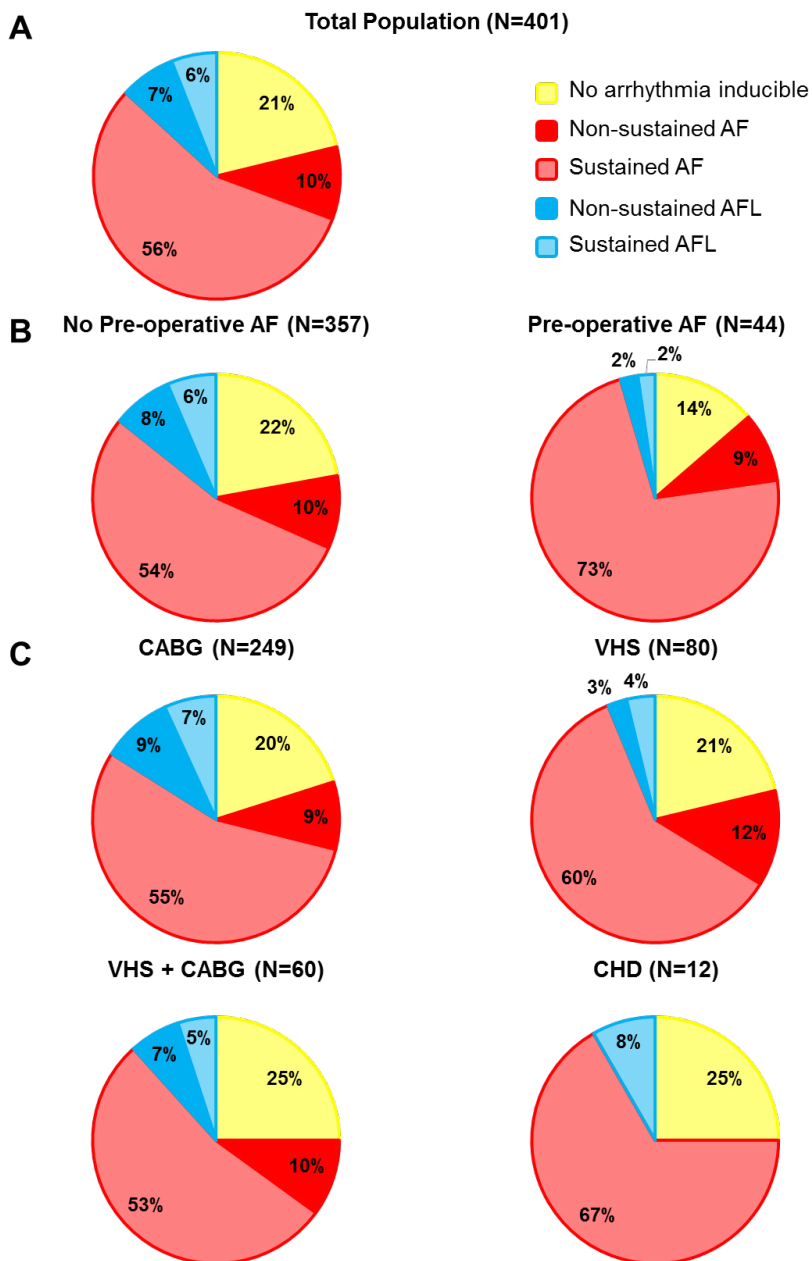 A
Total Population (N=401)
6%
7%
21%
10%
56%
No arrhythmia inducible
Non-sustained AF
Sustained AF
Non-sustained AFL
Sustained AFL
B
No Pre-operative AF (N=357)
6%
8%
22%
10%
54%
Pre-operative AF (N=44)
2%
2%
14%
9%
73%
C
CABG (N=249)
7%
9%
20%
9%
55%
VHS (N=80)
3%
4%
21%
12%
60%
VHS + CABG (N=60)
5%
7%
25%
10%
53%
CHD (N=12)
8%
25%
67%